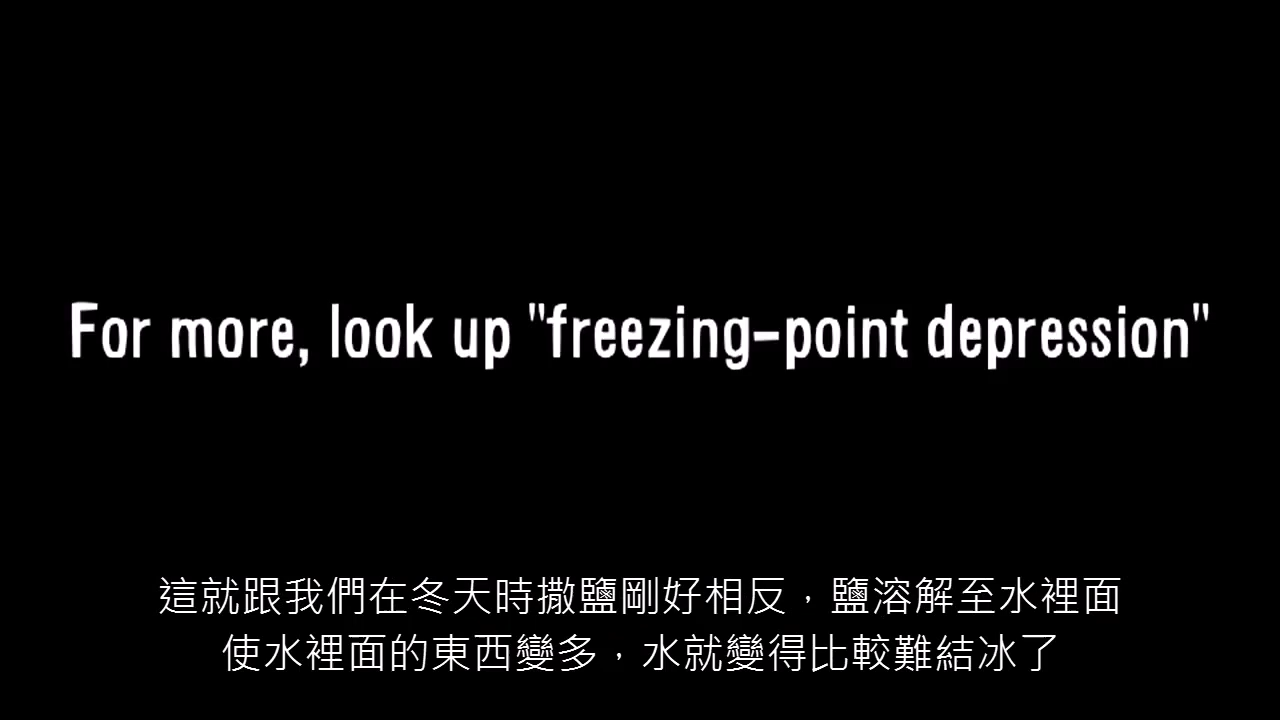 For more, look up "freezing-point depression"
這就跟我們在冬天時撒鹽剛好相反，鹽溶解至水裡面
使水裡面的東西變多，水就變得比較難結冰了